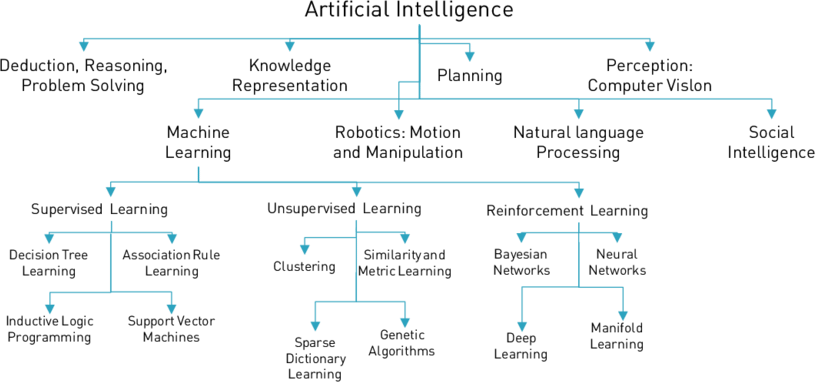 Artificial Intelligence
Deduction, Reasoning,
Problem Solving
Knowledge
Representation
Planning
Perception:
Computer Vislon
Machine
Learning
Robotics: Motion
and Manipulation
Natural language
Processing
Social
Intelligence
Supervised Learning
Unsupervised Learning
Reinforcement Learning
Decision Tree
Learning
Association Rule
Learning
Clustering
Similarity and
Metric Learning
Bayesian
Networks
Neural
Networks
Inductive Logic
Programming
Support Vector
Machines
Sparse
Dictionary
Learning
Genetic
Algorithms
Deep
Learning
Manifold
Learning